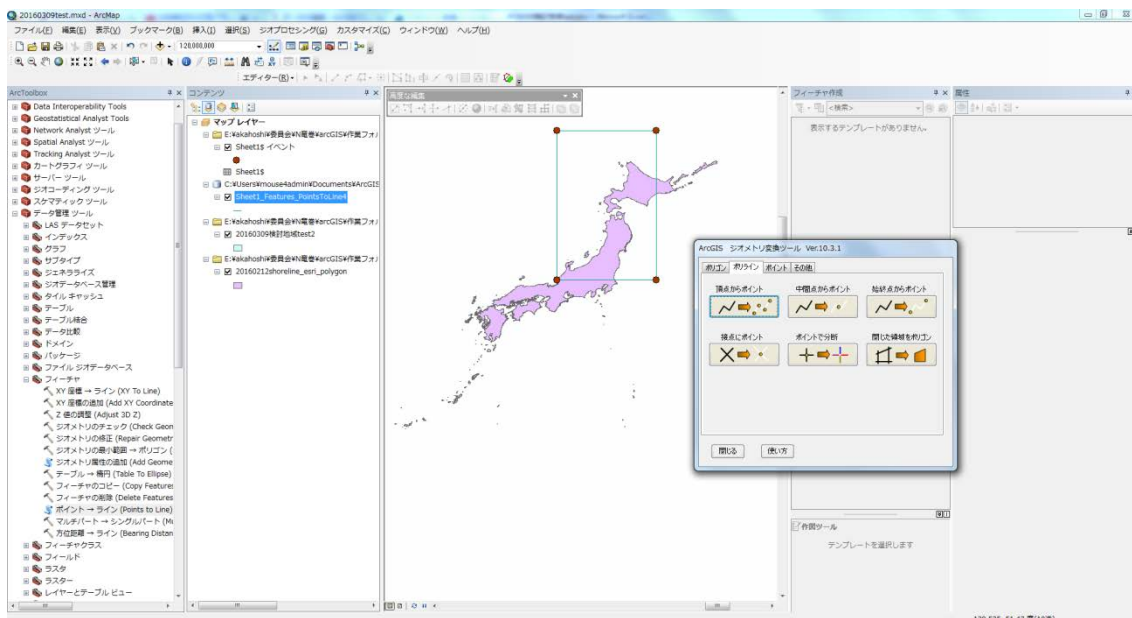 20160309test.mxd - ArcMap
ファイル(F) 編集(E) 表示(V) ブックマーク(B) 挿入(I) 選択(S) ジオプロセシング(G) カスタマイズ(C) ウィンドウ(W) ヘルプ(H)
1:20,000,000
エディター(R)
ArcToolbox
Data Interoperability Tools
Geostatistical Analyst Tools
Network Analyst ツール
Spatial Analyst ツール
Tracking Analyst ツール
カートグラフィ ツール
サーバー ツール
ジオコーディング ツール
スケマティック ツール
データ管理 ツール
LAS データセット
インデックス
グラフ
サブタイプ
ジェネラライズ
ジオデータベース管理
タイル キャッシュ
テーブル
テーブル結合
データ比較
ドメイン
パッケージ
ファイル ジオデータベース
フィーチャ
XY 座標 → ライン (XY To Line)
XY 座標の追加 (Add XY Coordinate
Z 値の調整 (Adjust 3D Z)
ジオメトリのチェック (Check Geon
ジオメトリの修正 (Repair Geometr
ジオメトリの最小範囲 → ポリゴン (
ジオメトリ属性の追加 (Add Geome
テーブル → 楕円 (Table To Ellipse)
フィーチャのコピー (Copy Features
フィーチャの削除 (Delete Features
ポイント → ライン (Points to Line)
マルチパート → シングルパート (Mu
方位距離 → ライン (Bearing Distan
フィーチャクラス
フィールド
ラスタ
ラスター
レイヤーとテーブル ビュー
コンテンツ
マップ レイヤー
E:¥akahoshi¥委員会¥N竜巻¥arcGIS¥作業フォル
Sheet1$ イベント
Sheet1$
C:¥Users¥mouse4admin¥Documents¥ArcGIS
Sheet1_Features_PointsToLine4
E:¥akahoshi¥委員会¥N竜巻¥arcGIS¥作業フォル
20160309検討地域test2
E:¥akahoshi¥委員会¥N竜巻¥arcGIS¥作業フォル
20160212shoreline_esri_polygon
高度な編集
フィーチャ作成
<検索>
表示するテンプレートがありません。
作図ツール
テンプレートを選択します
属性
ArcGIS ジオメトリ変換ツール Ver.10.3.1
ポリゴン ポリライン ポイント その他
頂点からポイント 中間点からポイント 始終点からポイント
接点にポイント ポイントで分断 閉じた領域をポリゴン
閉じる 使い方